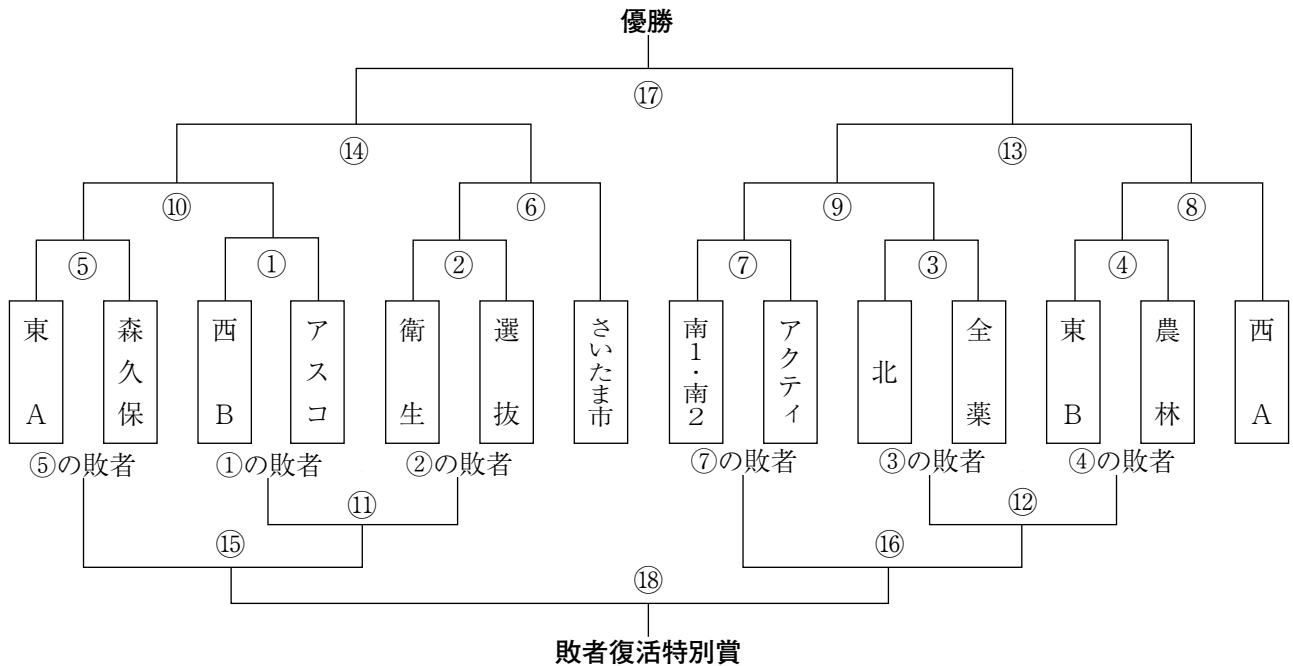 優勝
⑰
⑭ ⑬
⑩ ⑥ ⑨ ⑧
⑤ ① ② ⑦ ③ ④
東A
森久保
西B
アスコ
衛生
選抜
さいたま市
南1・南2
アクティ
北
全薬
東B
農林
西A
⑤の敗者 ①の敗者 ②の敗者 ⑦の敗者 ③の敗者 ④の敗者
⑪ ⑫
⑮ ⑯
⑱
敗者復活特別賞